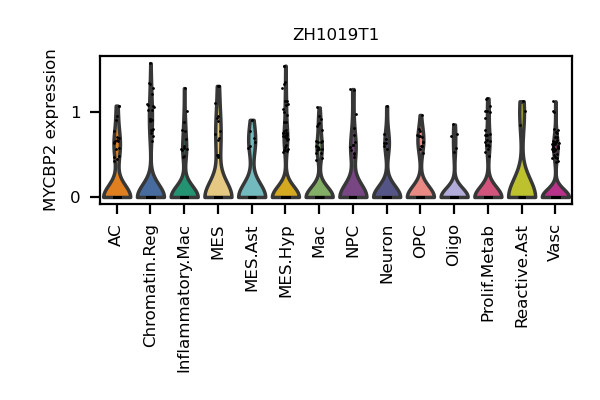 ZH1019T1
MYCBP2 expression
1
0
AC
Chromatin.Reg
Inflammatory.Mac
MES
MES.Ast
MES.Hyp
Mac
NPC
Neuron
OPC
Oligo
Prolif.Metab
Reactive.Ast
Vasc